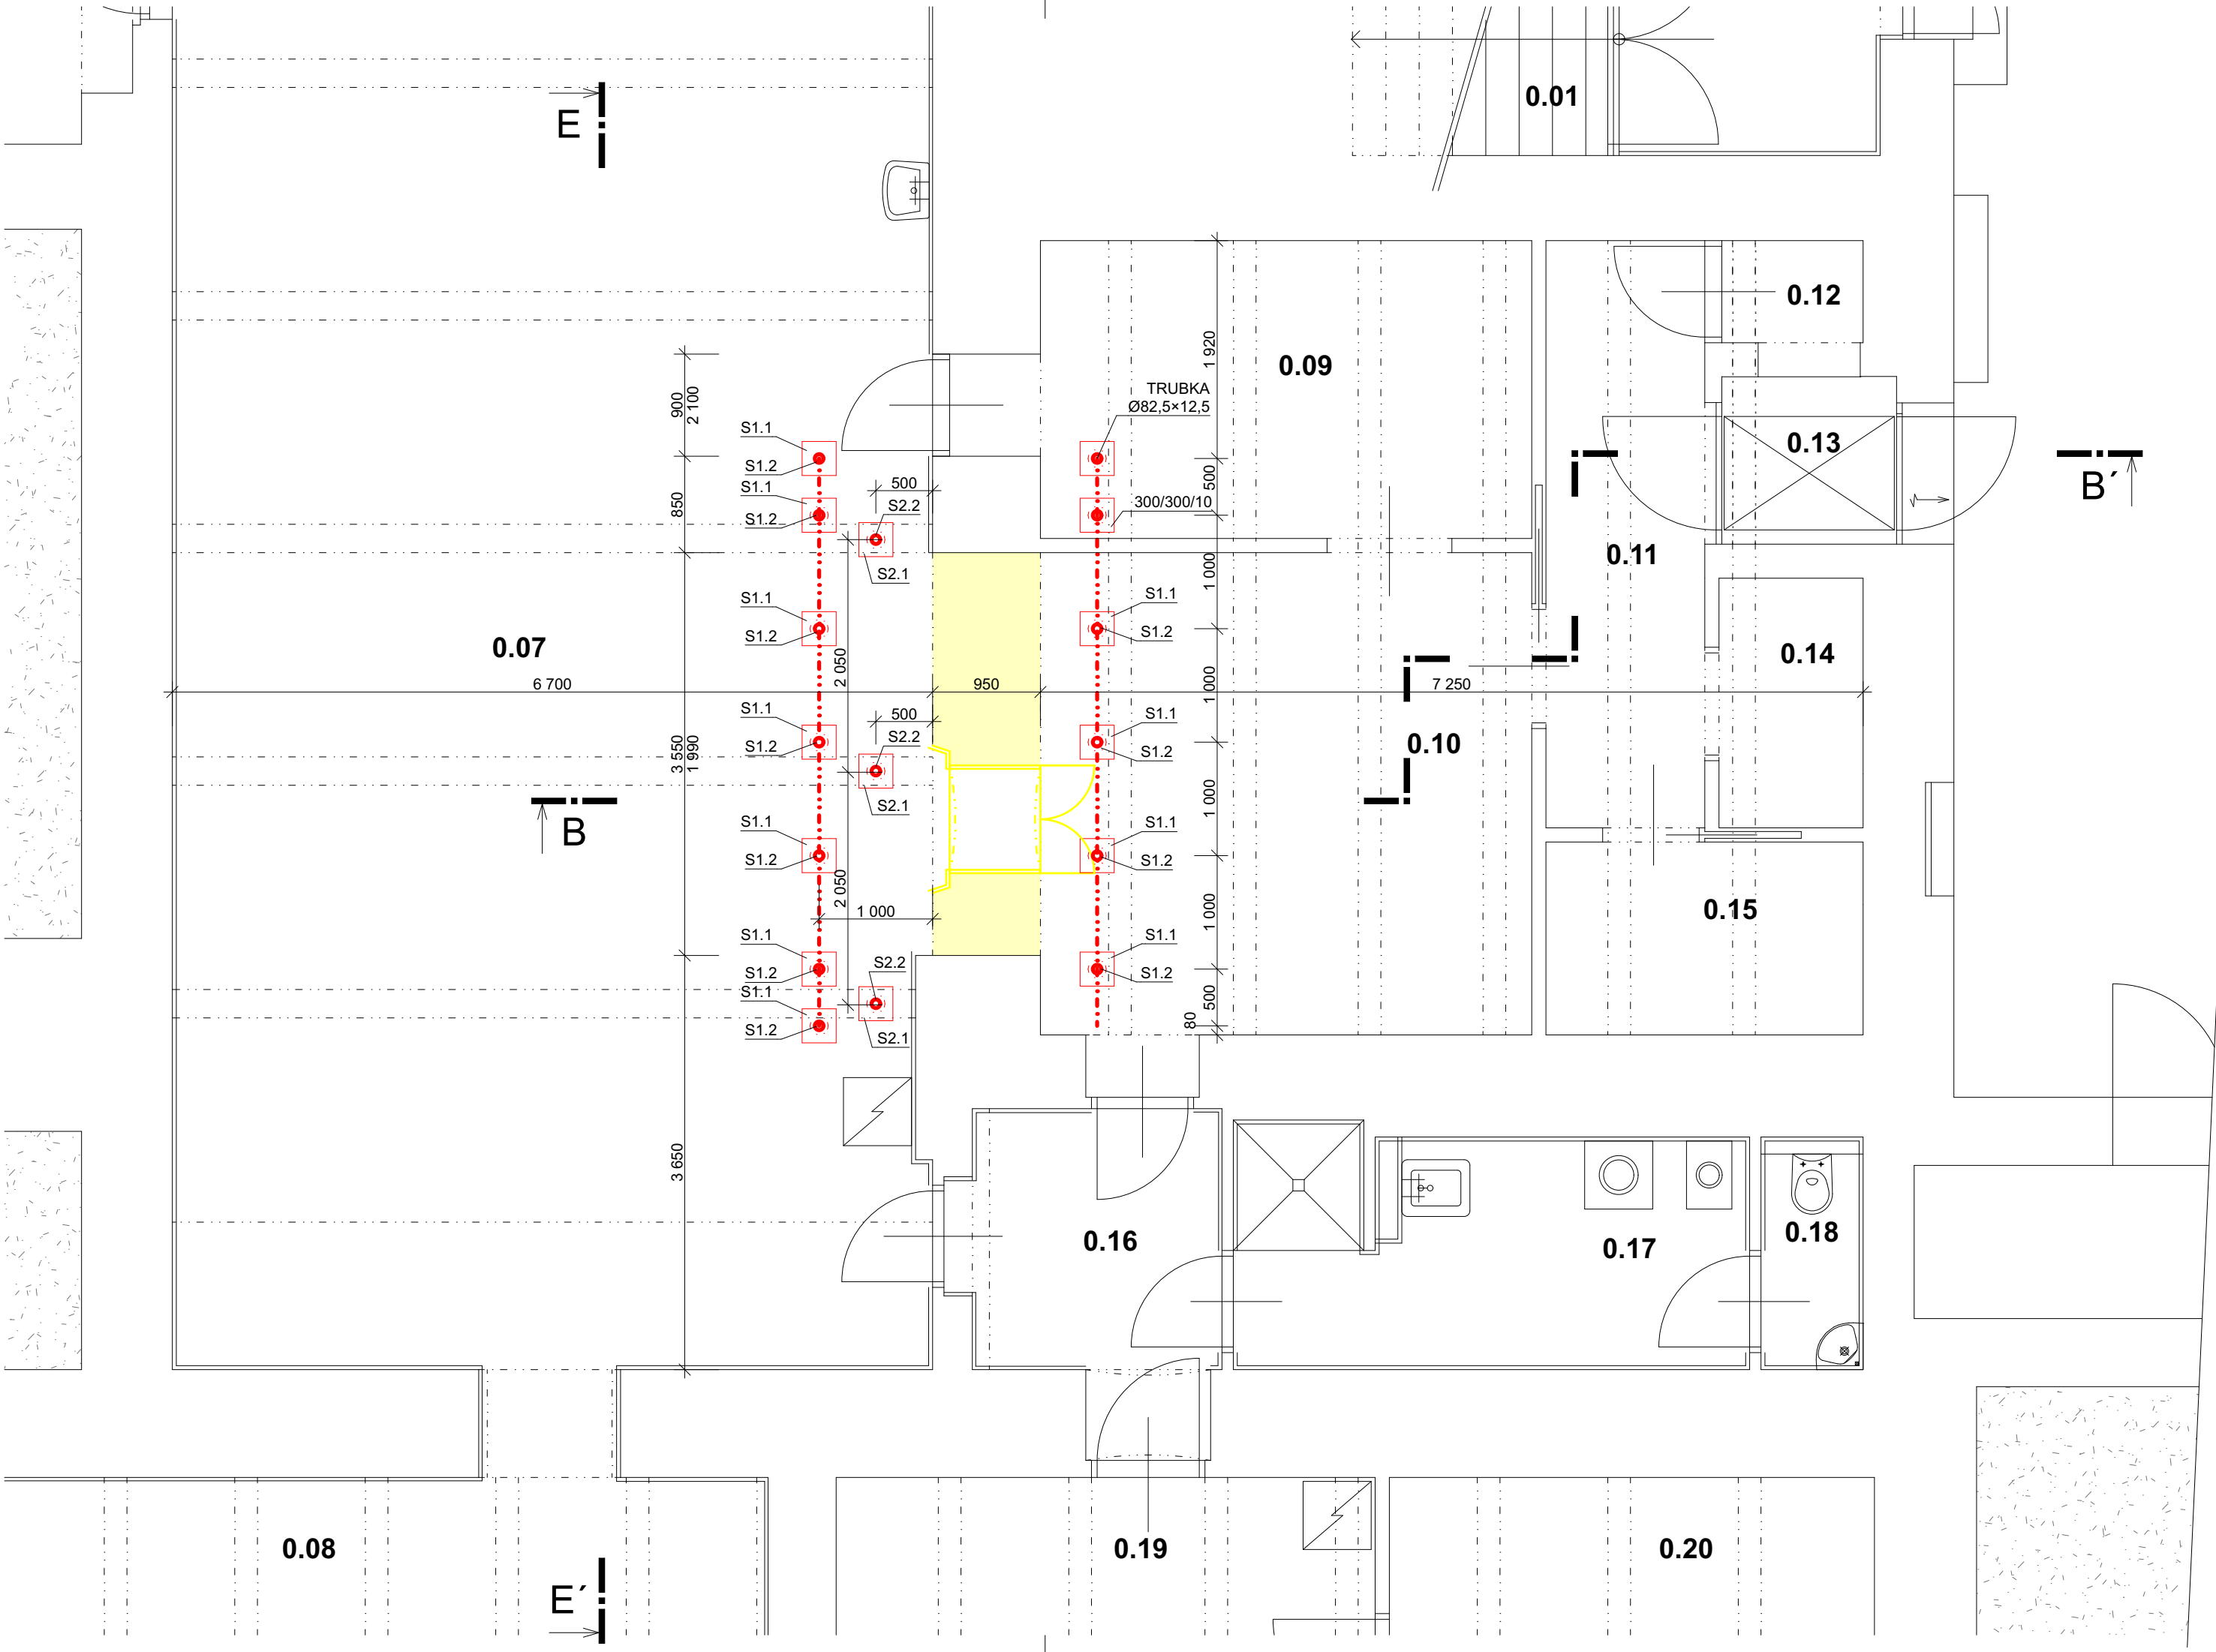 0.01
E
0.12
0.09
1 920
TRUBKA
Ø82,5×12,5
900
2 100
S1.1
0.13
B´
S1.2
S1.1
500
500
300/300/10
850
S2.2
S1.2
0.11
S2.1
1 000
S1.1
S1.1
S1.2
S1.2
0.07
2 050
0.14
6 700
950
7 250
1 000
S1.1
500
S1.1
S2.2
S1.2
S1.2
0.10
3 550
1 990
S2.1
1 000
B
S1.1
S1.1
S1.2
S1.2
2 050
1 000
0.15
1 000
S1.1
S1.1
S2.2
S1.2
S1.2
S1.1
500
S1.2
80
S2.1
3 650
0.16
0.17
0.18
0.08
0.19
0.20
E´